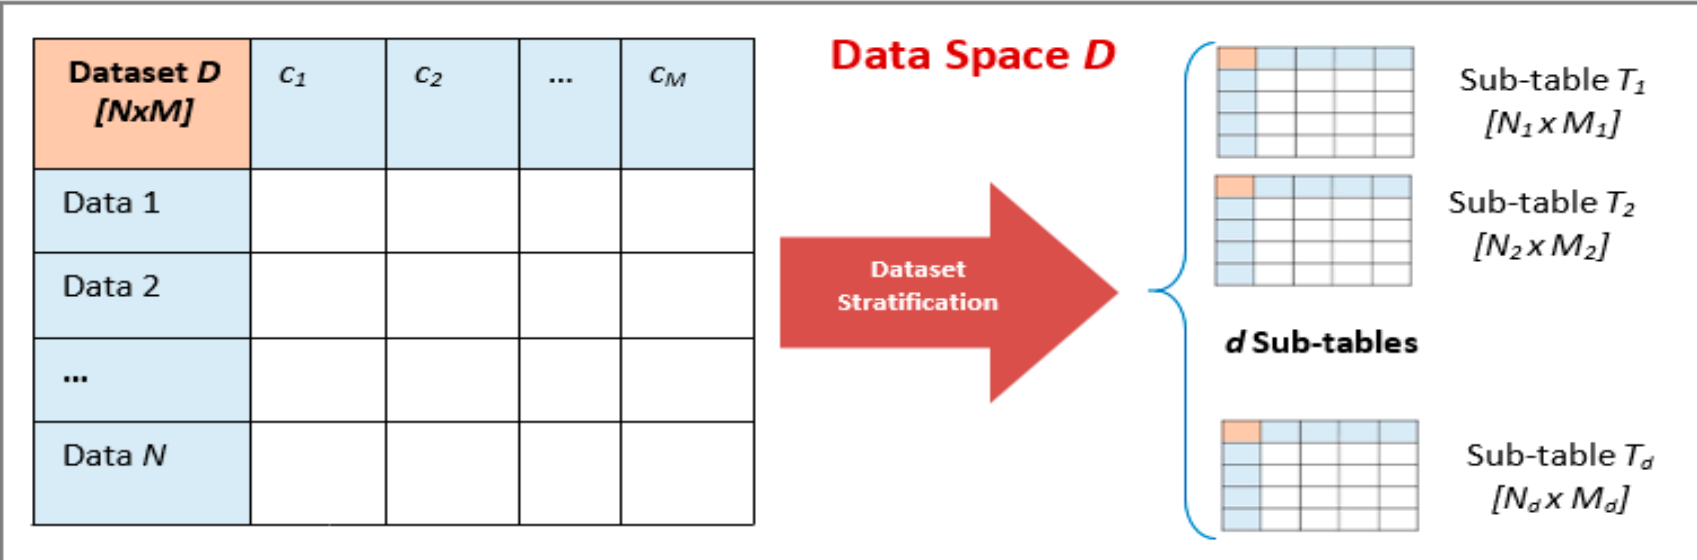 Data Space D
Dataset D
[NxM]
c1
c2
...
cM
Data 1
Data 2
...
Data N
Dataset
Stratification
Sub-table T1
[N1 x M1]
Sub-table T2
[N2 x M2]
d Sub-tables
Sub-table Td
[Nd x Md]